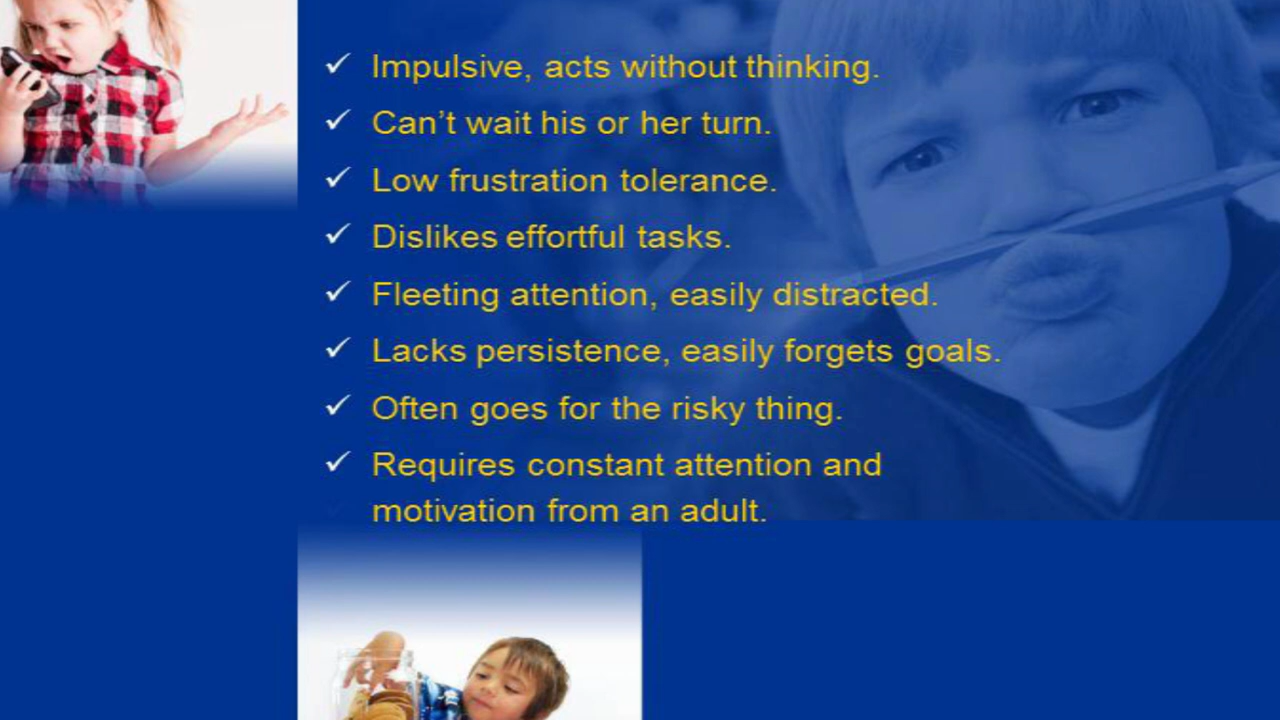 ✓ Impulsive, acts without thinking.
✓ Can’t wait his or her turn.
✓ Low frustration tolerance.
✓ Dislikes effortful tasks.
✓ Fleeting attention, easily distracted.
✓ Lacks persistence, easily forgets goals.
✓ Often goes for the risky thing.
✓ Requires constant attention and
motivation from an adult.